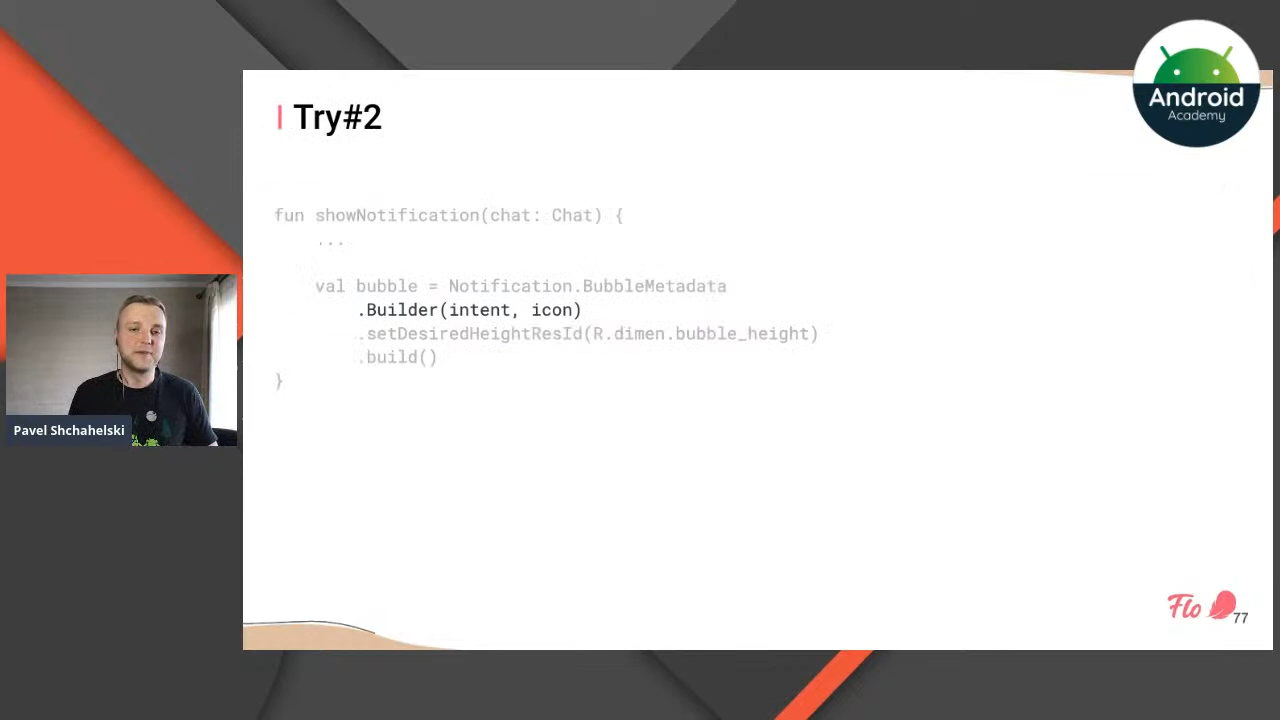 Android
Academy
Try#2
fun showNotification(chat: Chat) {
...
val bubble = Notification.BubbleMetadata
.Builder(intent, icon)
.setDesiredHeightResId(R.dimen.bubble_height)
.build()
}
Pavel Shchahelski
Flo
77